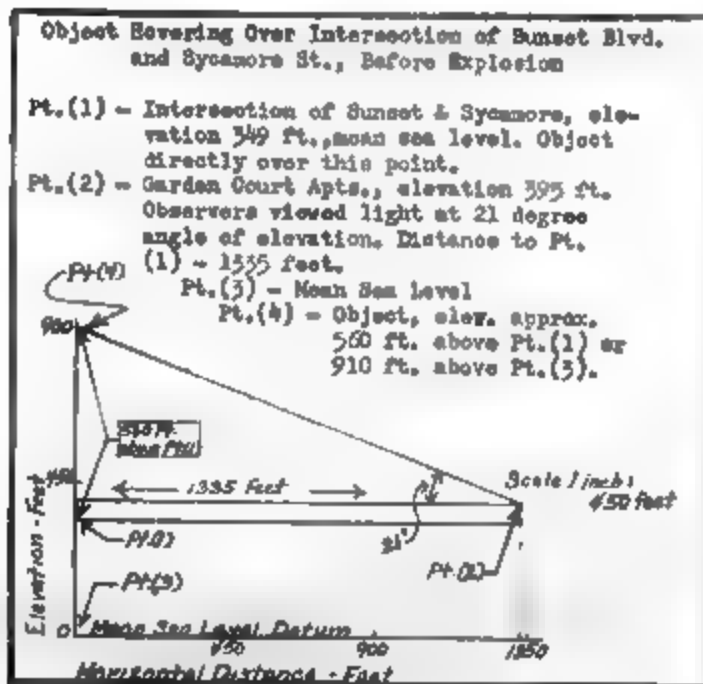 Object Hovering Over Intersection of Sunset Blvd.
and Sycamore St., Before Explosion
Pt.(1) - Intersection of Sunset & Sycamore, ele-
vation 349 ft., mean sea level. Object
directly over this point.
Pt.(2) - Garden Court Apts., elevation 395 ft.
Observers viewed light at 21 degree
angle of elevation. Distance to Pt.
(1) - 1335 feet.
Pt.(3) - Mean Sea Level
Pt.(4) - Object, elev. approx.
560 ft. above Pt.(1) or
910 ft. above Pt.(3).
Pt.(4)
900
560 ft.
above Pt.(1)
450
1335 Feet
Scale 1 inch =
450 feet
21°
Pt.(1)
Pt.(2)
Pt.(3)
Elevation - Feet
0
Mean Sea Level Datum
450
900
1350
Horizontal Distance - Feet